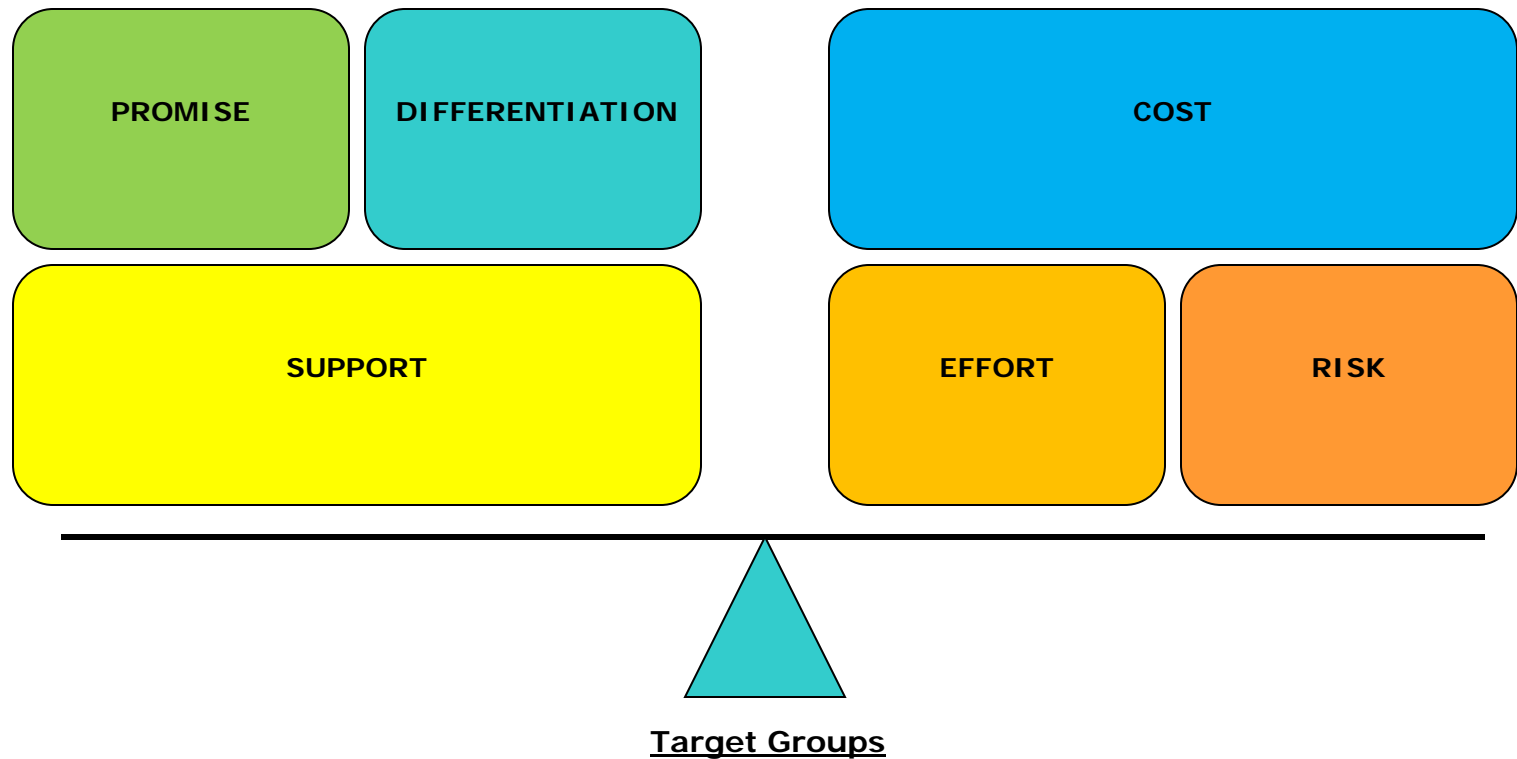 PROMISE
DIFFERENTIATION
COST
SUPPORT
EFFORT
RISK
Target Groups